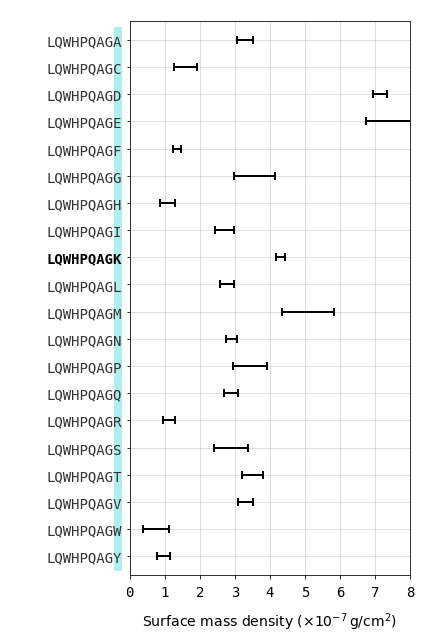 LQWHPQAGA
LQWHPQAGC
LQWHPQAGD
LQWHPQAGE
LQWHPQAGF
LQWHPQAGG
LQWHPQAGH
LQWHPQAGI
LQWHPQAGK
LQWHPQAGL
LQWHPQAGM
LQWHPQAGN
LQWHPQAGP
LQWHPQAGQ
LQWHPQAGR
LQWHPQAGS
LQWHPQAGT
LQWHPQAGV
LQWHPQAGW
LQWHPQAGY
0 1 2 3 4 5 6 7 8
Surface mass density (×10⁻⁷ g/cm²)